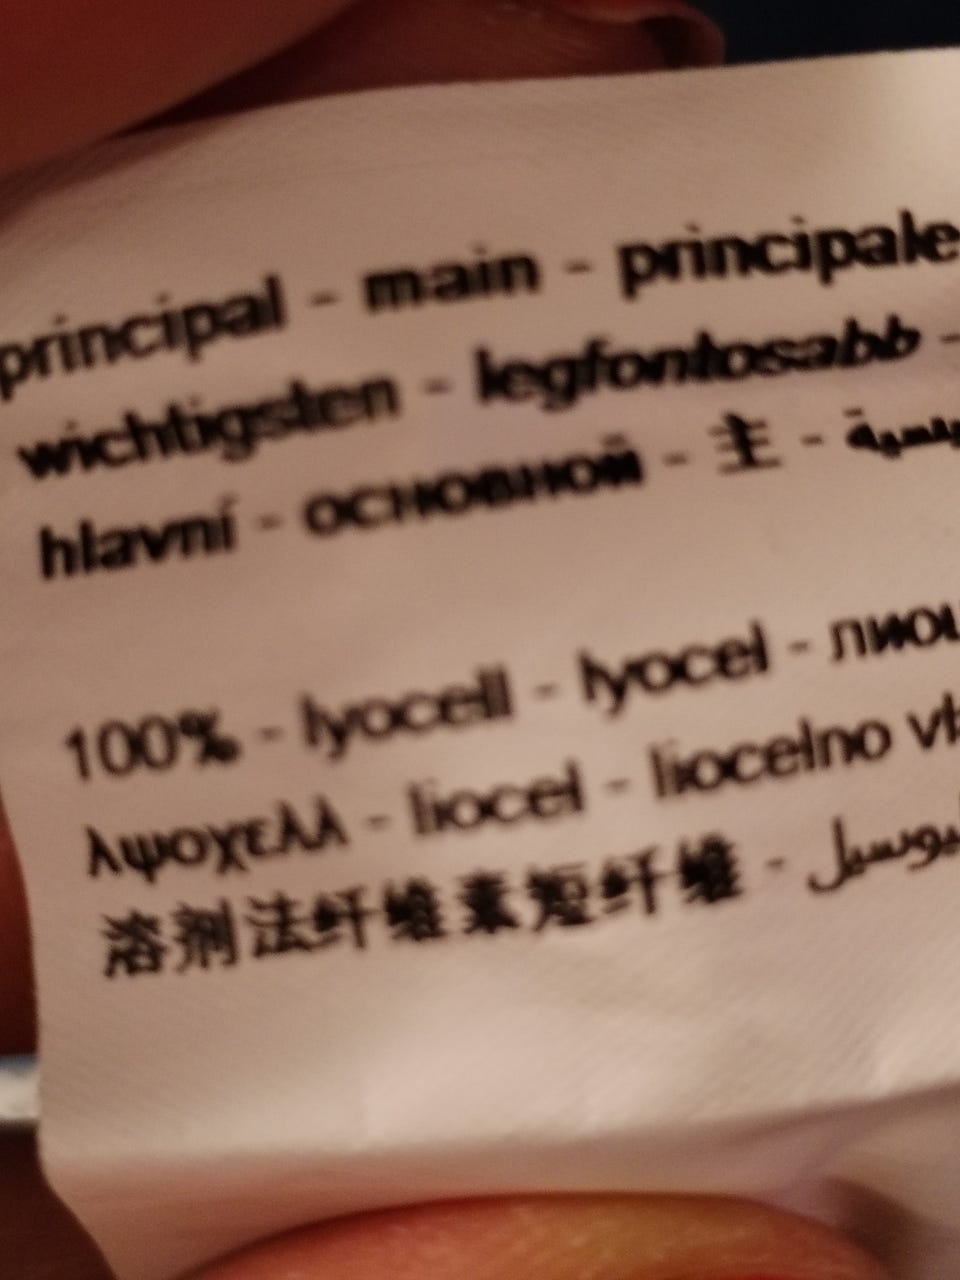 principal - main - principale
wichtigsten - legfontosabb -
hlavní - основной - 主 -
100% - lyocell - lyocel -
λψοχελλ - liocel - liocelno
溶剂法纤维素短纤维 -